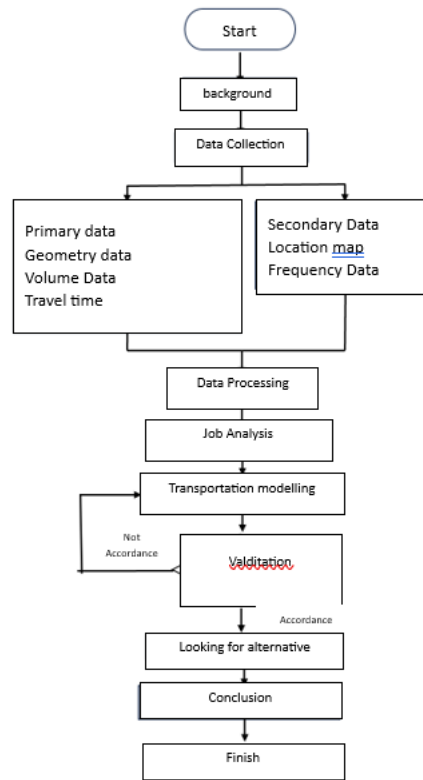 Start
background
Data Collection
Primary data
Geometry data
Volume Data
Travel time
Secondary Data
Location map
Frequency Data
Data Processing
Job Analysis
Transportation modelling
Not
Accordance
Valditation
Accordance
Looking for alternative
Conclusion
Finish